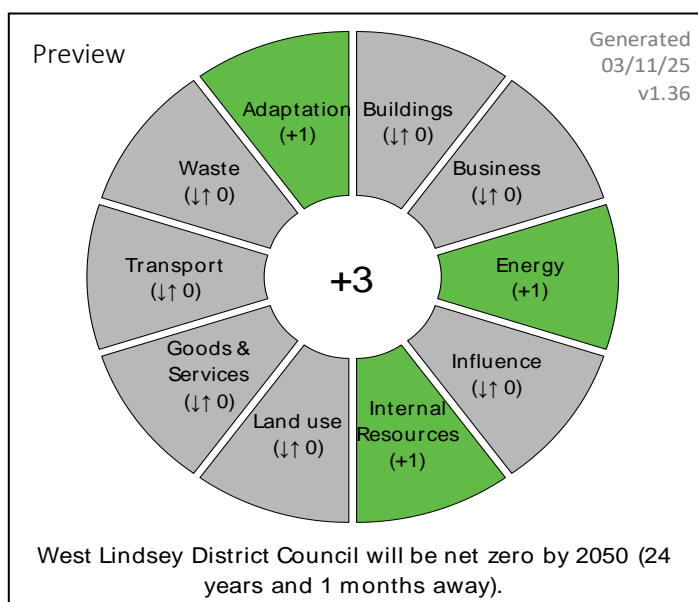 Preview
Generated
03/11/25
v1.36
Adaptation
(+1)
Buildings
(↓↑ 0)
Business
(↓↑ 0)
Energy
(+1)
Influence
(↓↑ 0)
Internal
Resources
(+1)
Land use
(↓↑ 0)
Goods &
Services
(↓↑ 0)
Transport
(↓↑ 0)
Waste
(↓↑ 0)
+3
West Lindsey District Council will be net zero by 2050 (24
years and 1 months away).